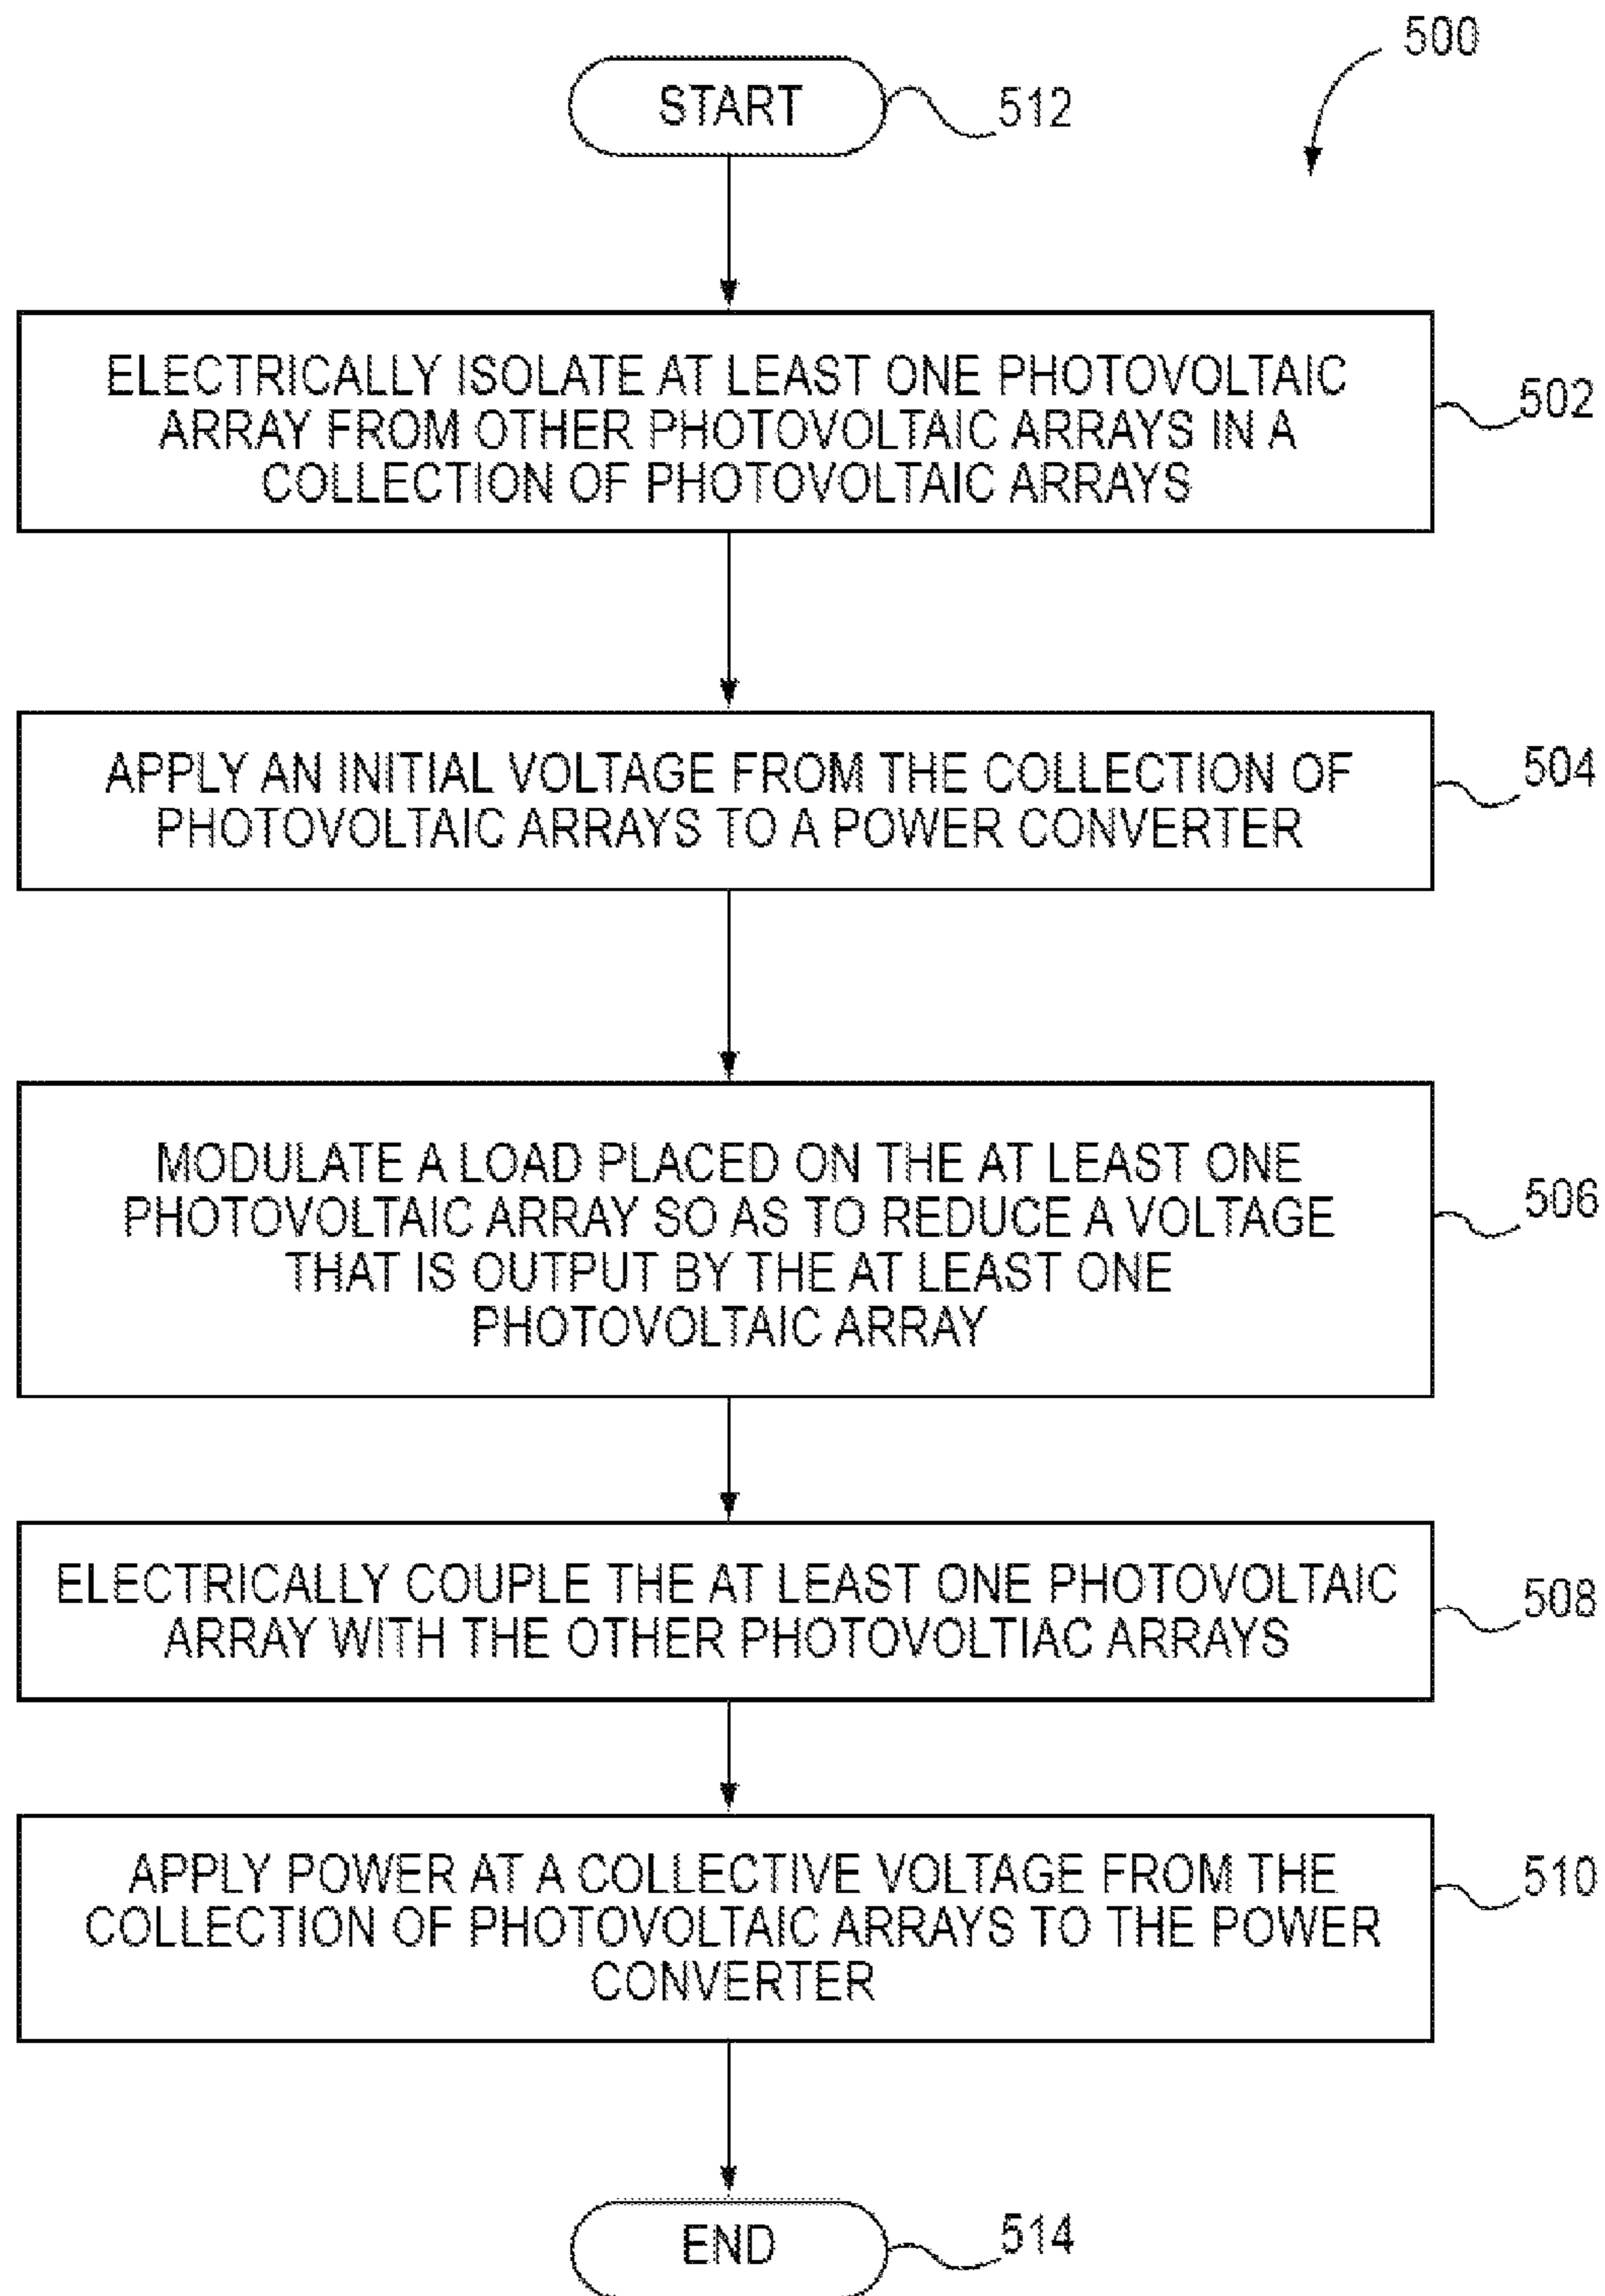 500
START
512
ELECTRICALLY ISOLATE AT LEAST ONE PHOTOVOLTAIC
ARRAY FROM OTHER PHOTOVOLTAIC ARRAYS IN A
COLLECTION OF PHOTOVOLTAIC ARRAYS
502
APPLY AN INITIAL VOLTAGE FROM THE COLLECTION OF
PHOTOVOLTAIC ARRAYS TO A POWER CONVERTER
504
MODULATE A LOAD PLACED ON THE AT LEAST ONE
PHOTOVOLTAIC ARRAY SO AS TO REDUCE A VOLTAGE
THAT IS OUTPUT BY THE AT LEAST ONE
PHOTOVOLTAIC ARRAY
506
ELECTRICALLY COUPLE THE AT LEAST ONE PHOTOVOLTAIC
ARRAY WITH THE OTHER PHOTOVOLTIAC ARRAYS
508
APPLY POWER AT A COLLECTIVE VOLTAGE FROM THE
COLLECTION OF PHOTOVOLTAIC ARRAYS TO THE POWER
CONVERTER
510
END
514